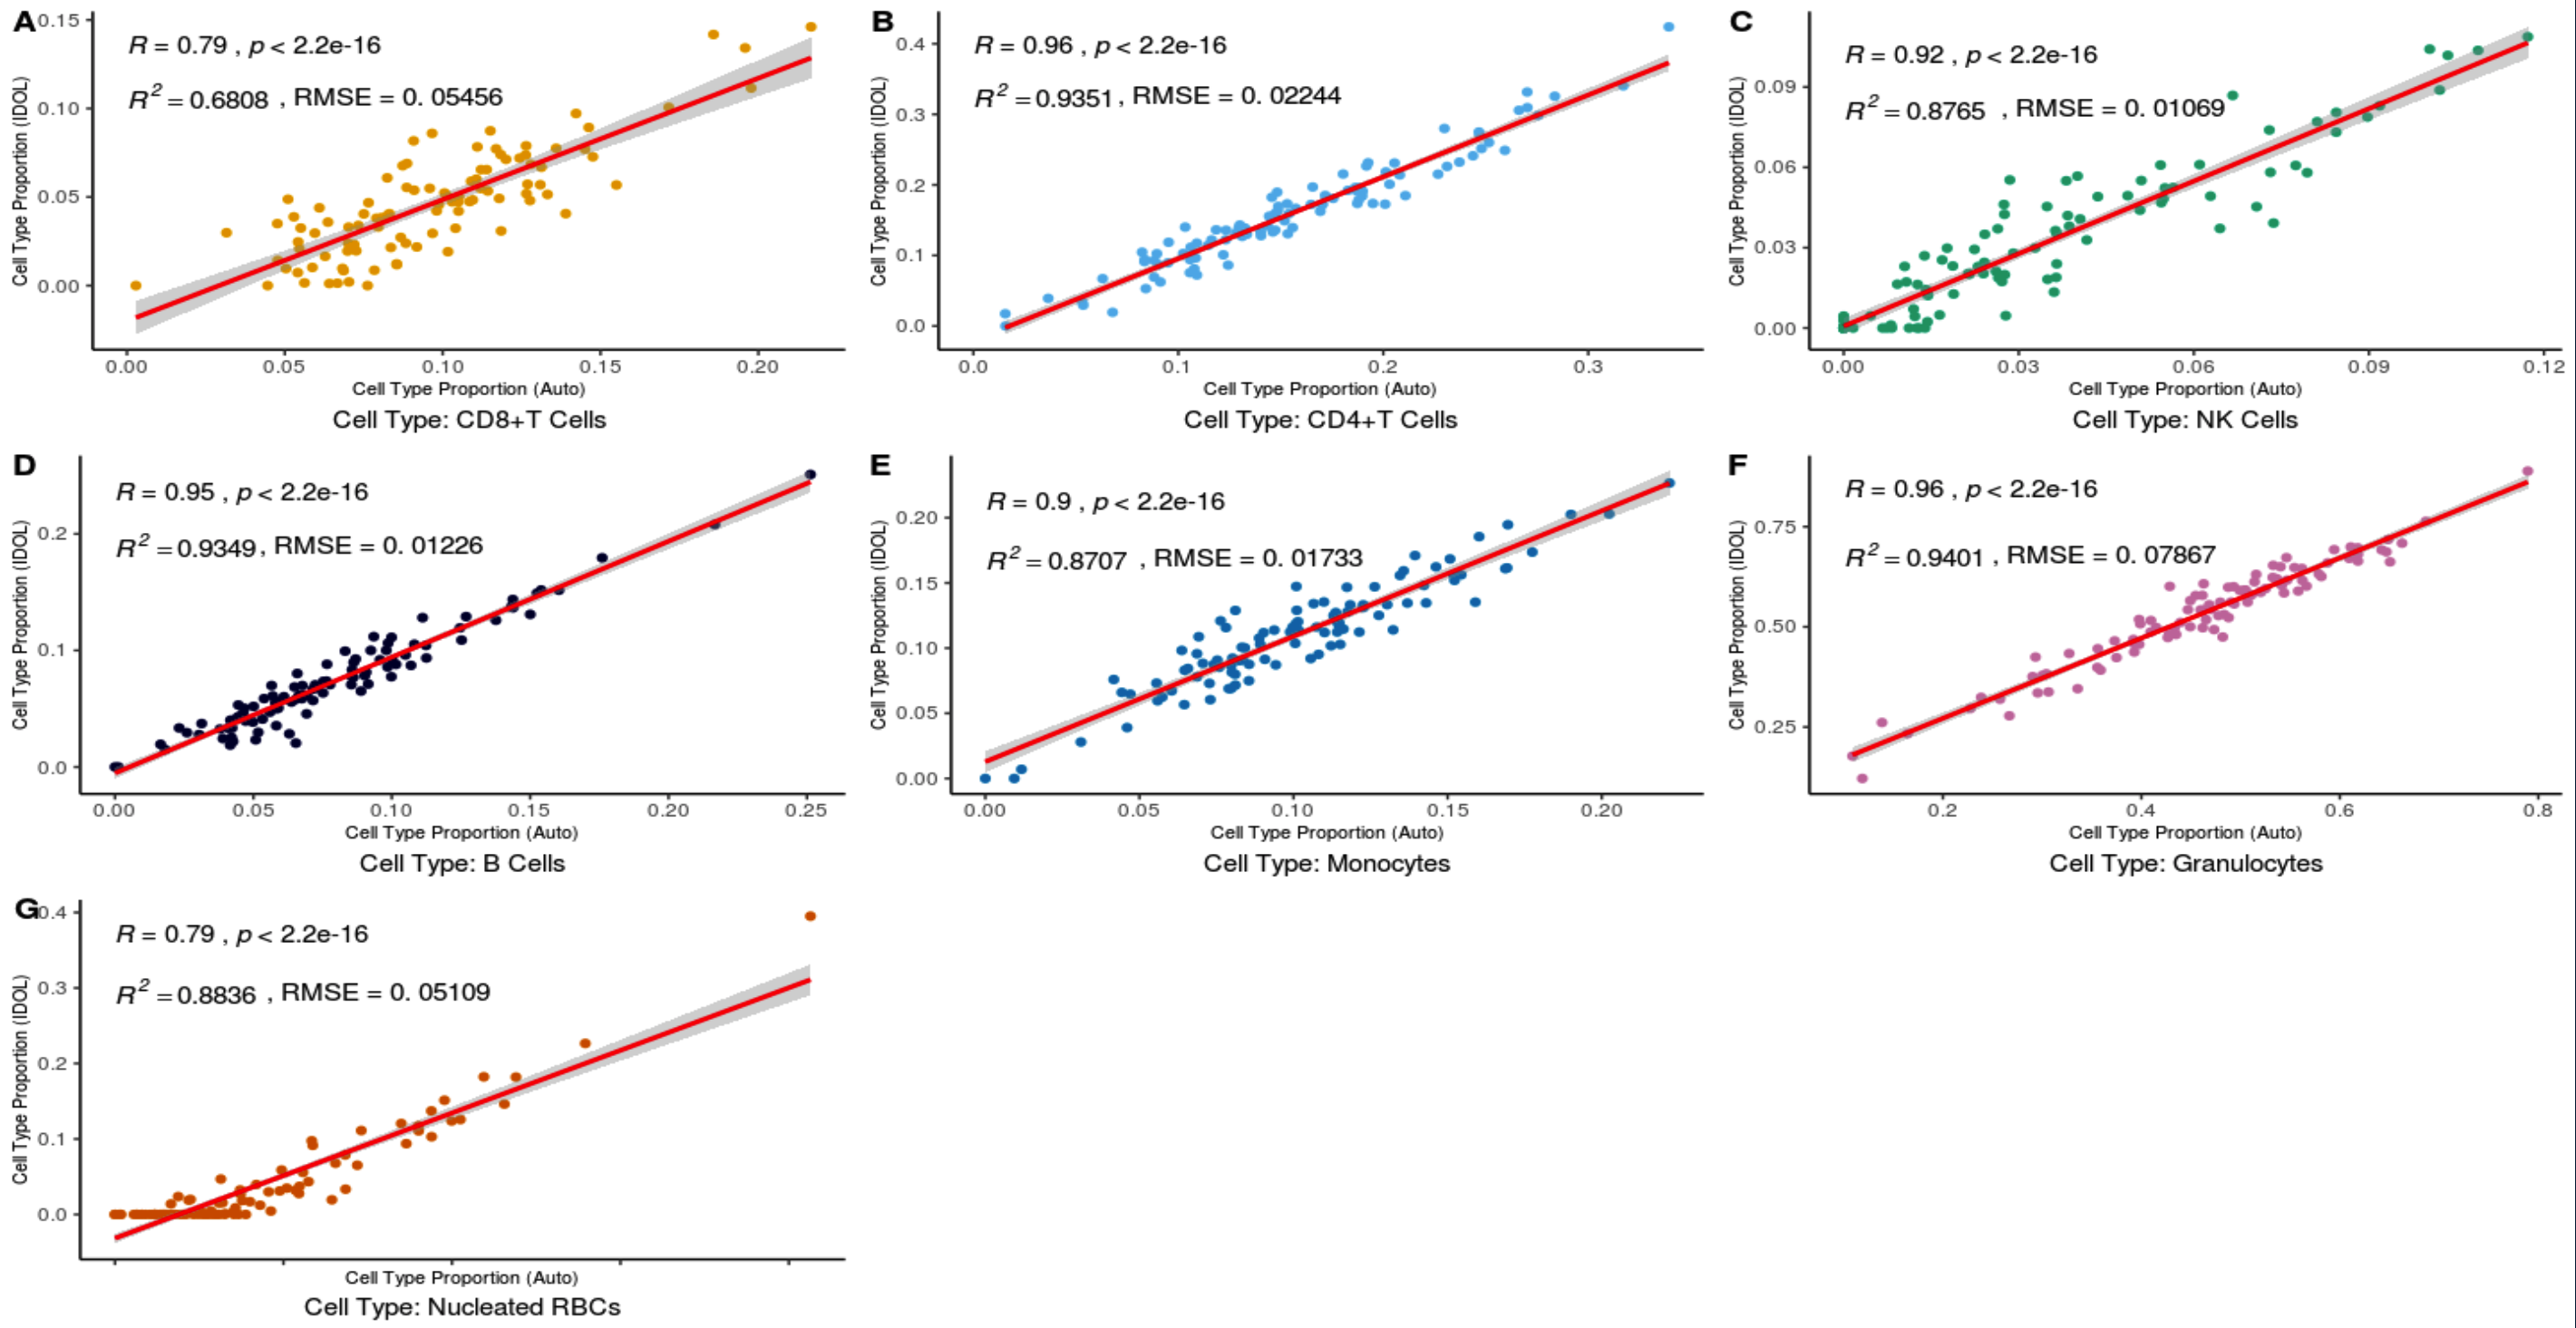 A
R = 0.79 , p < 2.2e-16
R² = 0.6808 , RMSE = 0. 05456
Cell Type Proportion (IDOL)
0.15
0.10
0.05
0.00
0.00 0.05 0.10 0.15 0.20
Cell Type Proportion (Auto)
Cell Type: CD8+T Cells
B
R = 0.96 , p < 2.2e-16
R² = 0.9351 , RMSE = 0. 02244
Cell Type Proportion (IDOL)
0.4
0.3
0.2
0.1
0.0
0.0 0.1 0.2 0.3
Cell Type Proportion (Auto)
Cell Type: CD4+T Cells
C
R = 0.92 , p < 2.2e-16
R² = 0.8765 , RMSE = 0. 01069
Cell Type Proportion (IDOL)
0.09
0.06
0.03
0.00
0.00 0.03 0.06 0.09 0.12
Cell Type Proportion (Auto)
Cell Type: NK Cells
D
R = 0.95 , p < 2.2e-16
R² = 0.9349 , RMSE = 0. 01226
Cell Type Proportion (IDOL)
0.2
0.1
0.0
0.00 0.05 0.10 0.15 0.20 0.25
Cell Type Proportion (Auto)
Cell Type: B Cells
E
R = 0.9 , p < 2.2e-16
R² = 0.8707 , RMSE = 0. 01733
Cell Type Proportion (IDOL)
0.20
0.15
0.10
0.05
0.00
0.00 0.05 0.10 0.15 0.20
Cell Type Proportion (Auto)
Cell Type: Monocytes
F
R = 0.96 , p < 2.2e-16
R² = 0.9401 , RMSE = 0. 07867
Cell Type Proportion (IDOL)
0.75
0.50
0.25
0.2 0.4 0.6 0.8
Cell Type Proportion (Auto)
Cell Type: Granulocytes
G
R = 0.79 , p < 2.2e-16
R² = 0.8836 , RMSE = 0. 05109
Cell Type Proportion (IDOL)
0.4
0.3
0.2
0.1
0.0
Cell Type Proportion (Auto)
Cell Type: Nucleated RBCs